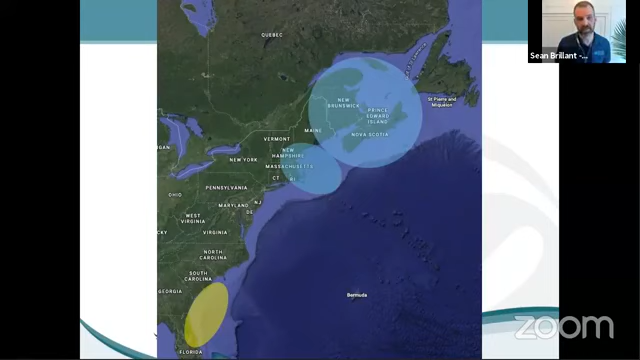 Sean Brillant -...
QUEBEC
NEW
BRUNSWICK
PRINCE
EDWARD
ISLAND
NOVA SCOTIA
St Pierre and
Miquelon
MAINE
VERMONT
NEW
HAMPSHIRE
MASSACHUSETTS
NEW YORK
CT
RI
PENNSYLVANIA
OHIO
NJ
MARYLAND
DE
WEST
VIRGINIA
VIRGINIA
NORTH
CAROLINA
SOUTH
CAROLINA
GEORGIA
FLORIDA
Bermuda
zoom